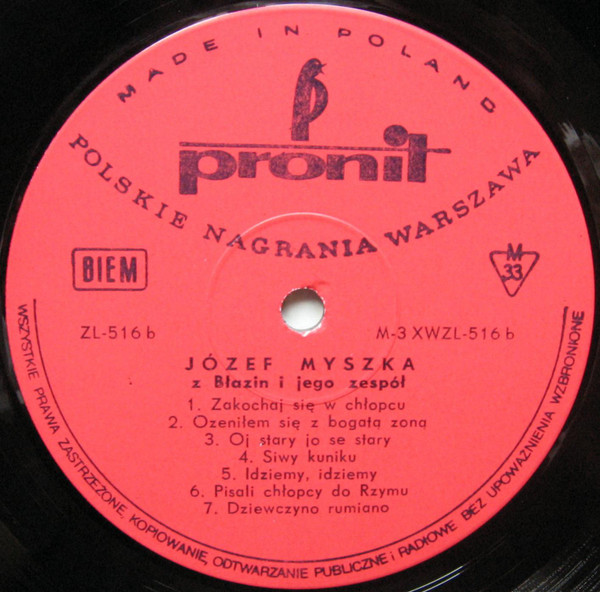 MADE IN POLAND
pronit
POLSKIE NAGRANIA WARSZAWA
BIEM
M
33
ZL-516 b
M-3 XWZL-516 b
JÓZEF MYSZKA
z Błazin i jego zespół
1. Zakochaj się w chłopcu
2. Ozeniłem się z bogatą zoną
3. Oj stary jo se stary
4. Siwy kuniku
5. Idziemy, idziemy
6. Pisali chłopcy do Rzymu
7. Dziewczyno rumiano
WSZYSTKIE PRAWA ZASTRZEŻONE, KOPIOWANIE, ODTWARZANIE PUBLICZNE i RADIOWE BEZ UPOWAŻNIENIA WZBRONIONE